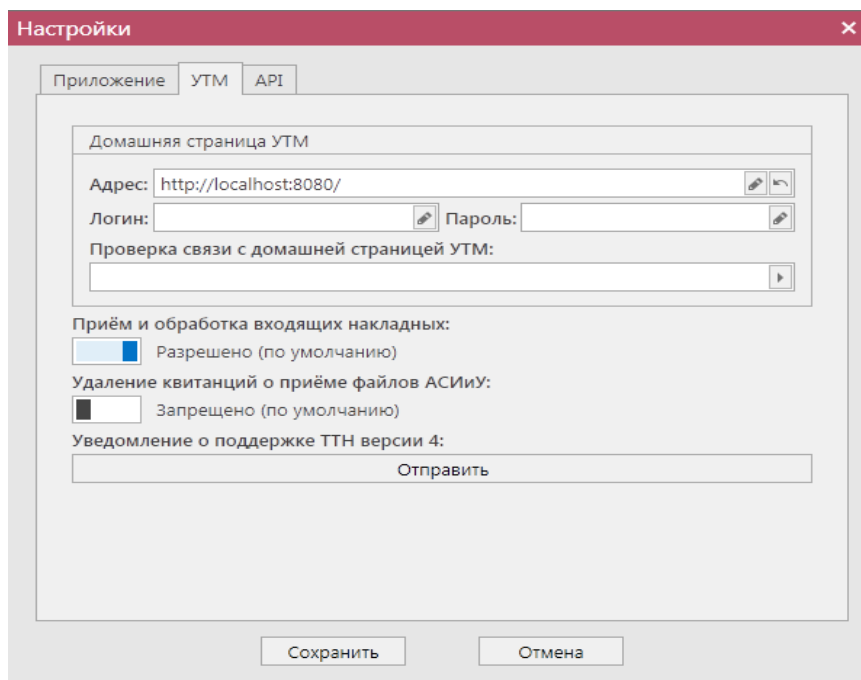 Настройки
Приложение УТМ API
Домашняя страница УТМ
Адрес: http://localhost:8080/
Логин: Пароль:
Проверка связи с домашней страницей УТМ:
Приём и обработка входящих накладных:
Разрешено (по умолчанию)
Удаление квитанций о приёме файлов АСИиУ:
Запрещено (по умолчанию)
Уведомление о поддержке ТТН версии 4:
Отправить
Сохранить Отмена